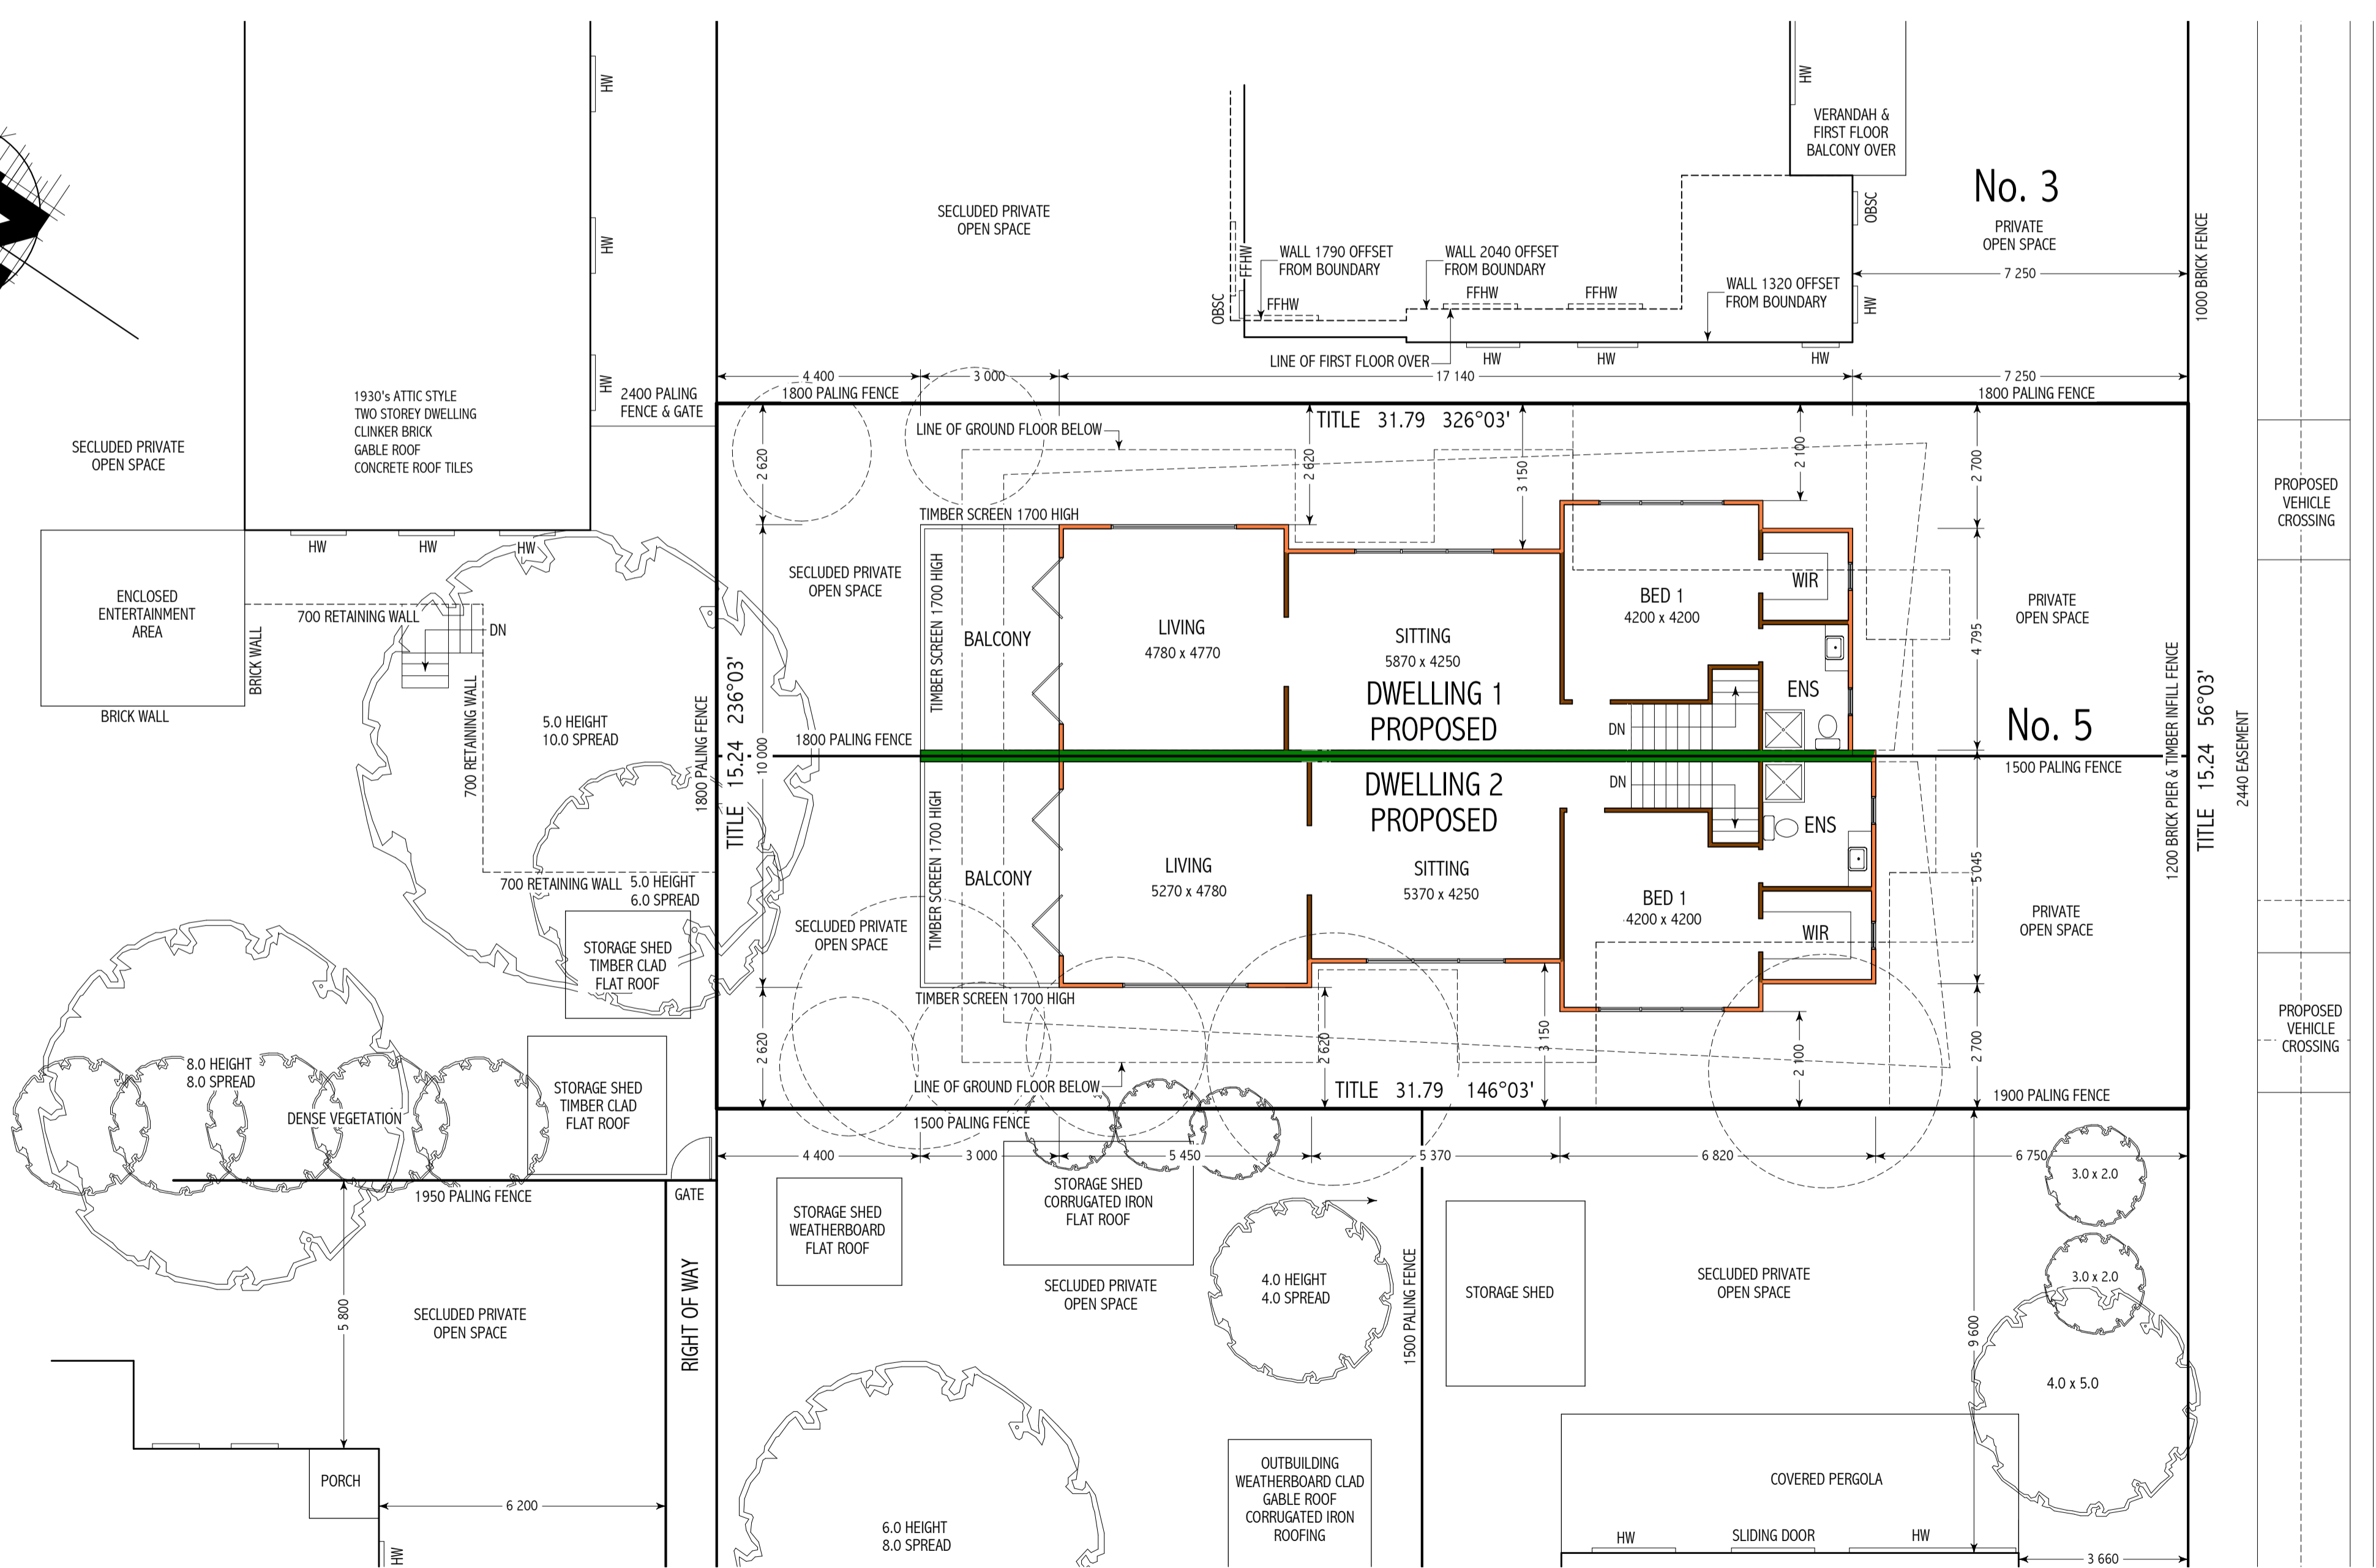 HW
VERANDAH &
FIRST FLOOR
BALCONY OVER
HW
No. 3
PRIVATE
OPEN SPACE
OBSC
7 250
1000 BRICK FENCE
SECLUDED PRIVATE
OPEN SPACE
HW
FFHW
OBSC
WALL 1790 OFFSET
FROM BOUNDARY
FFHW
WALL 2040 OFFSET
FROM BOUNDARY
FFHW
FFHW
WALL 1320 OFFSET
FROM BOUNDARY
HW
LINE OF FIRST FLOOR OVER
HW
HW
HW
HW
1930's ATTIC STYLE
TWO STOREY DWELLING
CLINKER BRICK
GABLE ROOF
CONCRETE ROOF TILES
2400 PALING
FENCE & GATE
4 400
3 000
17 140
7 250
1800 PALING FENCE
1800 PALING FENCE
TITLE 31.79 326°03'
LINE OF GROUND FLOOR BELOW
SECLUDED PRIVATE
OPEN SPACE
2 620
2 620
3 150
2 100
2 700
PROPOSED
VEHICLE
CROSSING
TIMBER SCREEN 1700 HIGH
HW
HW
HW
SECLUDED PRIVATE
OPEN SPACE
TIMBER SCREEN 1700 HIGH
ENCLOSED
ENTERTAINMENT
AREA
700 RETAINING WALL
DN
BRICK WALL
BRICK WALL
700 RETAINING WALL
5.0 HEIGHT
10.0 SPREAD
BALCONY
LIVING
4780 x 4770
SITTING
5870 x 4250
BED 1
4200 x 4200
WIR
PRIVATE
OPEN SPACE
4 795
DWELLING 1
PROPOSED
DN
ENS
No. 5
1800 PALING FENCE
TITLE 15.24 236°03'
10 000
1800 PALING FENCE
1500 PALING FENCE
1200 BRICK PIER & TIMBER INFILL FENCE
TITLE 15.24 56°03'
2440 EASEMENT
DWELLING 2
PROPOSED
DN
ENS
TIMBER SCREEN 1700 HIGH
BALCONY
LIVING
5270 x 4780
SITTING
5370 x 4250
BED 1
4200 x 4200
WIR
5 045
PRIVATE
OPEN SPACE
700 RETAINING WALL
5.0 HEIGHT
6.0 SPREAD
SECLUDED PRIVATE
OPEN SPACE
STORAGE SHED
TIMBER CLAD
FLAT ROOF
TIMBER SCREEN 1700 HIGH
2 620
2 620
3 150
2 100
2 700
PROPOSED
VEHICLE
CROSSING
8.0 HEIGHT
8.0 SPREAD
DENSE VEGETATION
STORAGE SHED
TIMBER CLAD
FLAT ROOF
LINE OF GROUND FLOOR BELOW
TITLE 31.79 146°03'
1900 PALING FENCE
1500 PALING FENCE
4 400
3 000
5 450
5 370
6 820
6 750
1950 PALING FENCE
GATE
STORAGE SHED
WEATHERBOARD
FLAT ROOF
STORAGE SHED
CORRUGATED IRON
FLAT ROOF
3.0 x 2.0
5 800
SECLUDED PRIVATE
OPEN SPACE
RIGHT OF WAY
SECLUDED PRIVATE
OPEN SPACE
4.0 HEIGHT
4.0 SPREAD
1500 PALING FENCE
STORAGE SHED
SECLUDED PRIVATE
OPEN SPACE
3.0 x 2.0
9 600
4.0 x 5.0
PORCH
6 200
HW
6.0 HEIGHT
8.0 SPREAD
OUTBUILDING
WEATHERBOARD CLAD
GABLE ROOF
CORRUGATED IRON
ROOFING
COVERED PERGOLA
HW
SLIDING DOOR
HW
3 660